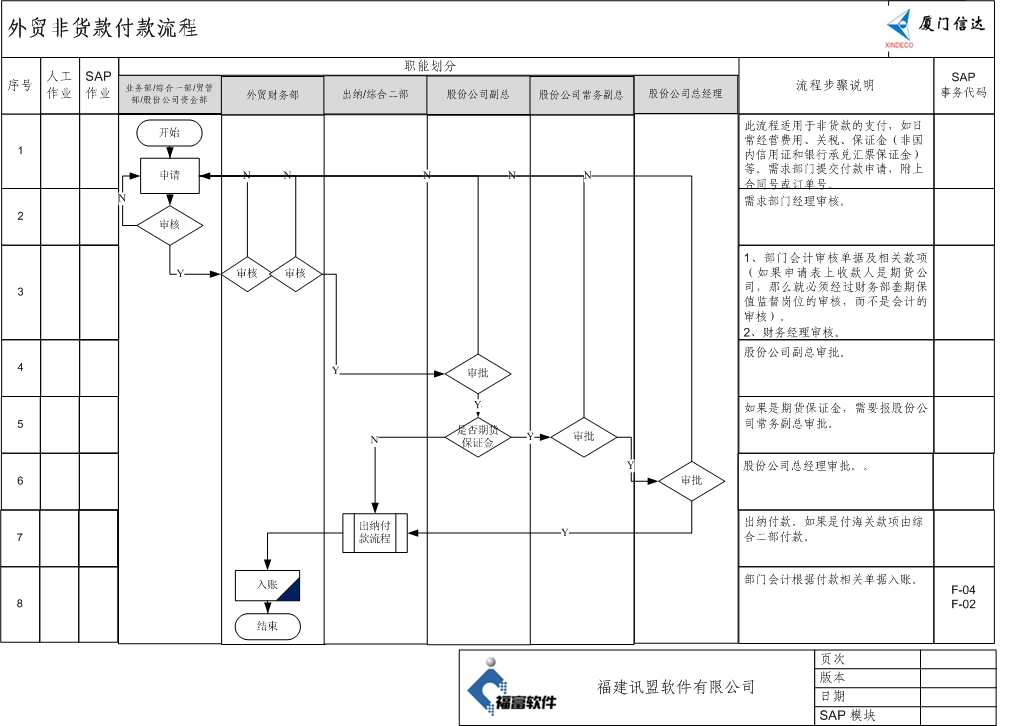 外贸非货款付款流程
厦门信达
XINDECO
序号
人工
作业
SAP
作业
职能划分
业务部/综合一部/贸管
部/股份公司资金部
外贸财务部
出纳/综合二部
股份公司副总
股份公司常务副总
股份公司总经理
流程步骤说明
SAP
事务代码
1
开始
申请
N
N
N
N
N
此流程适用于非货款的支付，如日
常经营费用、关税、保证金（非国
内信用证和银行承兑汇票保证金）
等。需求部门提交付款申请，附上
合同号或订单号。
2
N
审核
需求部门经理审核。
3
Y
审核
审核
1、部门会计审核单据及相关款项
（如果申请表上收款人是期货公
司，那么就必须经过财务部套期保
值监督岗位的审核，而不是会计的
审核）。
2、财务经理审核。
4
Y
审批
Y
股份公司副总审批。
5
N
是否期货
保证金
Y
审批
Y
如果是期货保证金，需要报股份公
司常务副总审批。
6
审批
股份公司总经理审批。。
7
出纳付
款流程
Y
出纳付款。如果是付海关款项由综
合二部付款。
8
入账
结束
部门会计根据付款相关单据入账。
F-04
F-02
福富软件
福建讯盟软件有限公司
页次
版本
日期
SAP 模块